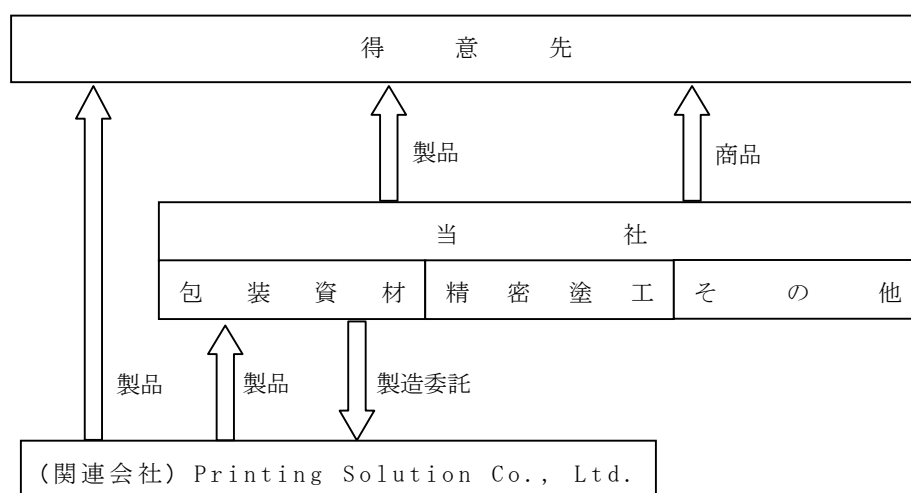 得意先
製品
商品
当社
包装資材
精密塗工
その他
製品
製品
製造委託
(関連会社) Printing Solution Co., Ltd.